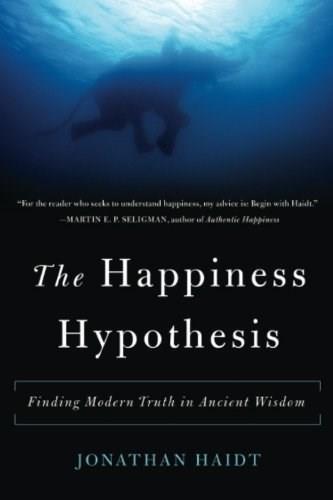 “For the reader who seeks to understand happiness, my advice is: Begin with Haidt.”
—MARTIN E. P. SELIGMAN, author of Authentic Happiness
The Happiness
Hypothesis
Finding Modern Truth in Ancient Wisdom
JONATHAN HAIDT